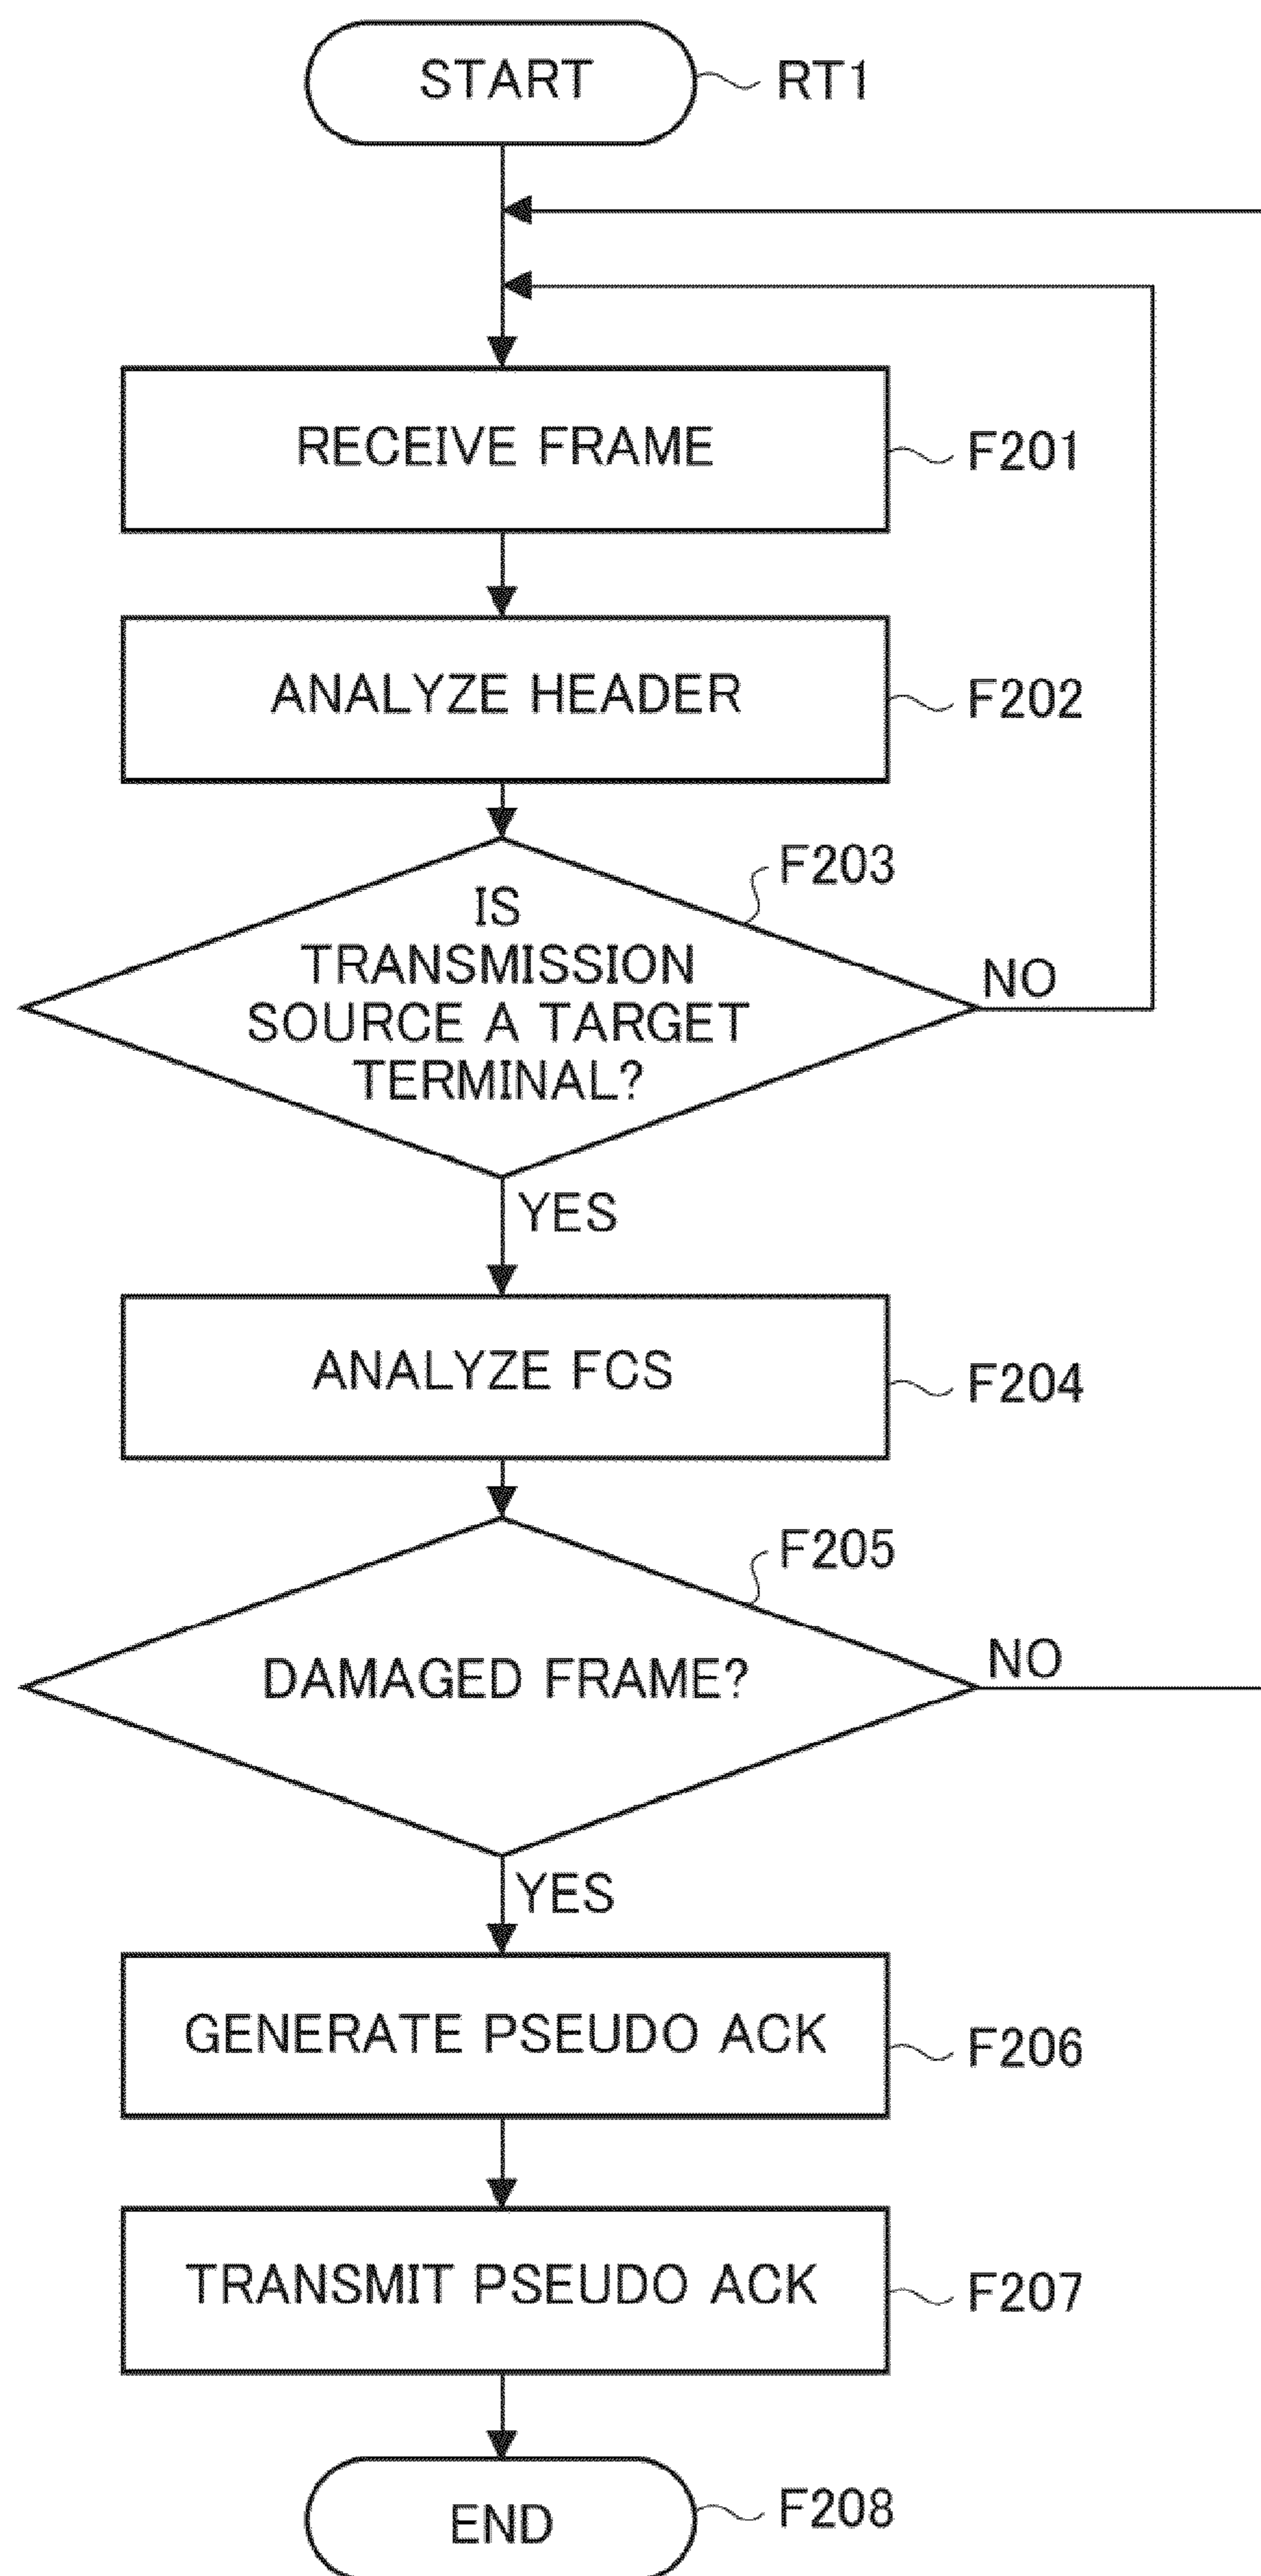 START
RT1
RECEIVE FRAME
F201
ANALYZE HEADER
F202
F203
IS
TRANSMISSION
SOURCE A TARGET
TERMINAL?
NO
YES
ANALYZE FCS
F204
F205
DAMAGED FRAME?
NO
YES
GENERATE PSEUDO ACK
F206
TRANSMIT PSEUDO ACK
F207
END
F208